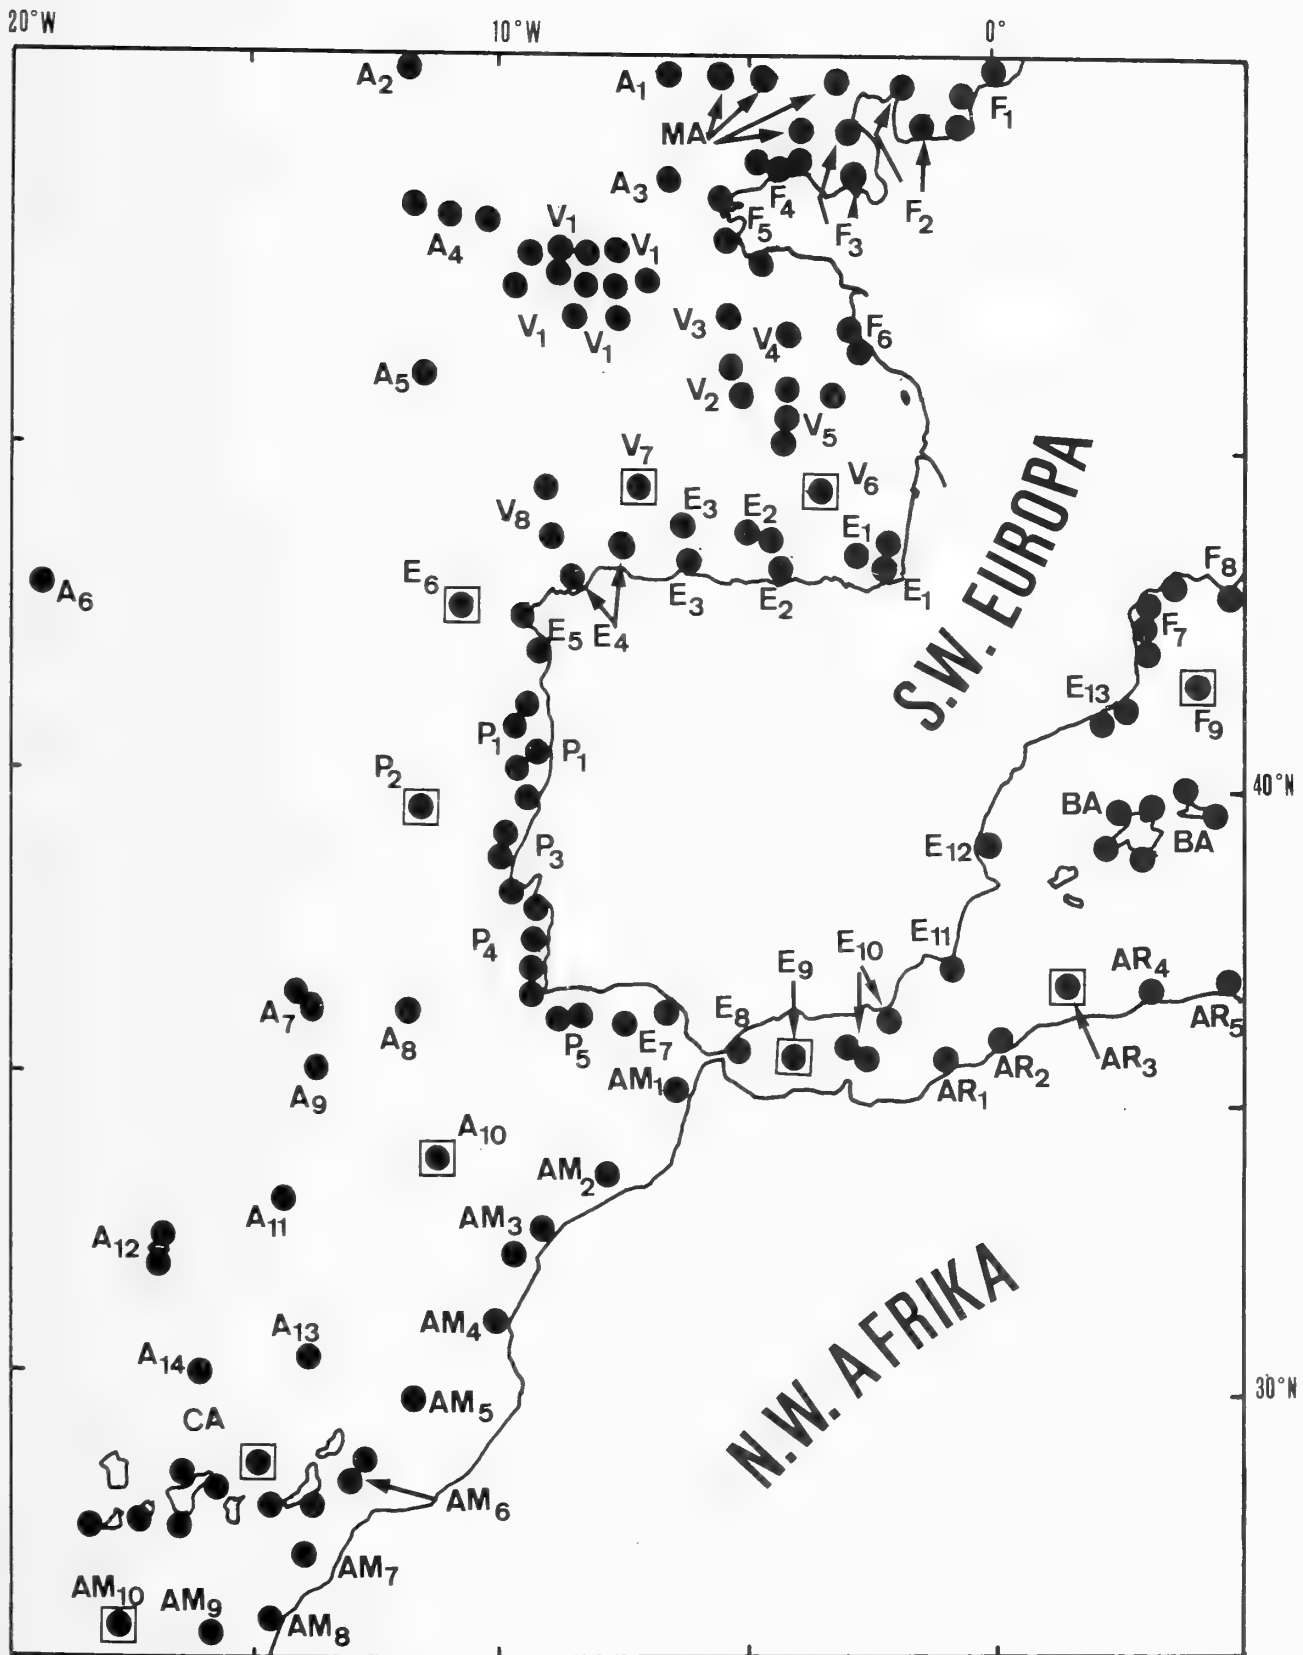 20°W 10°W 0°
A2 A1 F1
MA
A3 F4 F2
F5 F3
A4 V1 V1
V1 V1 V3 V4 F6
A5 V2
V5
V7 V6
V8 E3 E2 E1
A6 E6 F8
E3 E2 E1
E5 E4 F7
S.W. EUROPA
E13
F9
P1 P1
P2 40°N
BA
BA
P3 E12
P4 E9 E10 E11 AR4
A7 A8 P5 E7 E8 AR5
AR3
AR2
A9 AM1 AR1
A10
AM2
A11 AM3
A12
N.W. AFRIKA
A13 AM4
A14
AM5 30°N
CA
AM6
AM7
AM10 AM9
AM8